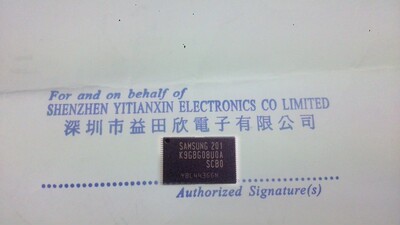 For and on behalf of
SHENZHEN YITIANXIN ELECTRONICS CO LIMITED
深圳市益田欣電子有限公司
SAMSUNG 201
K9GBG08U0A
SCB0
Authorized Signature(s)